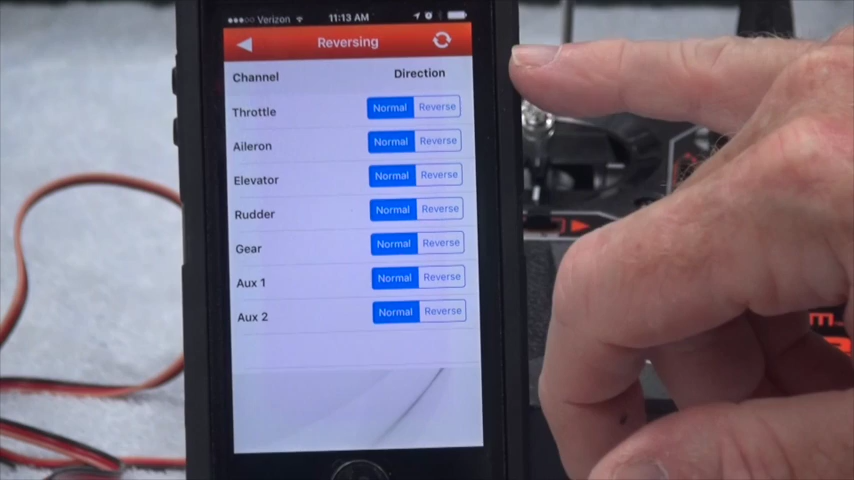 Verizon 11:13 AM
Reversing
Channel Direction
Throttle Normal Reverse
Aileron Normal Reverse
Elevator Normal Reverse
Rudder Normal Reverse
Gear Normal Reverse
Aux 1 Normal Reverse
Aux 2 Normal Reverse